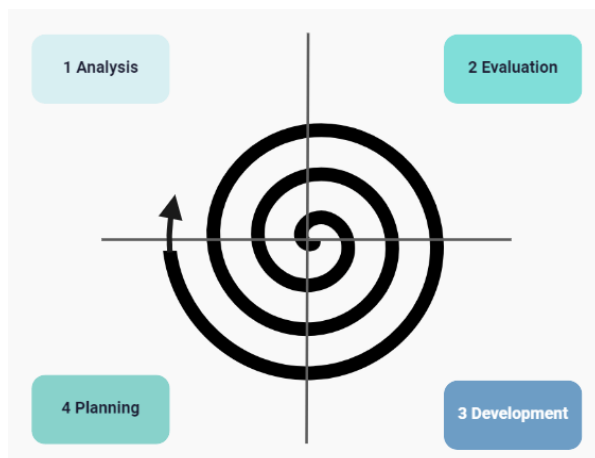 1 Analysis
2 Evaluation
4 Planning
3 Development